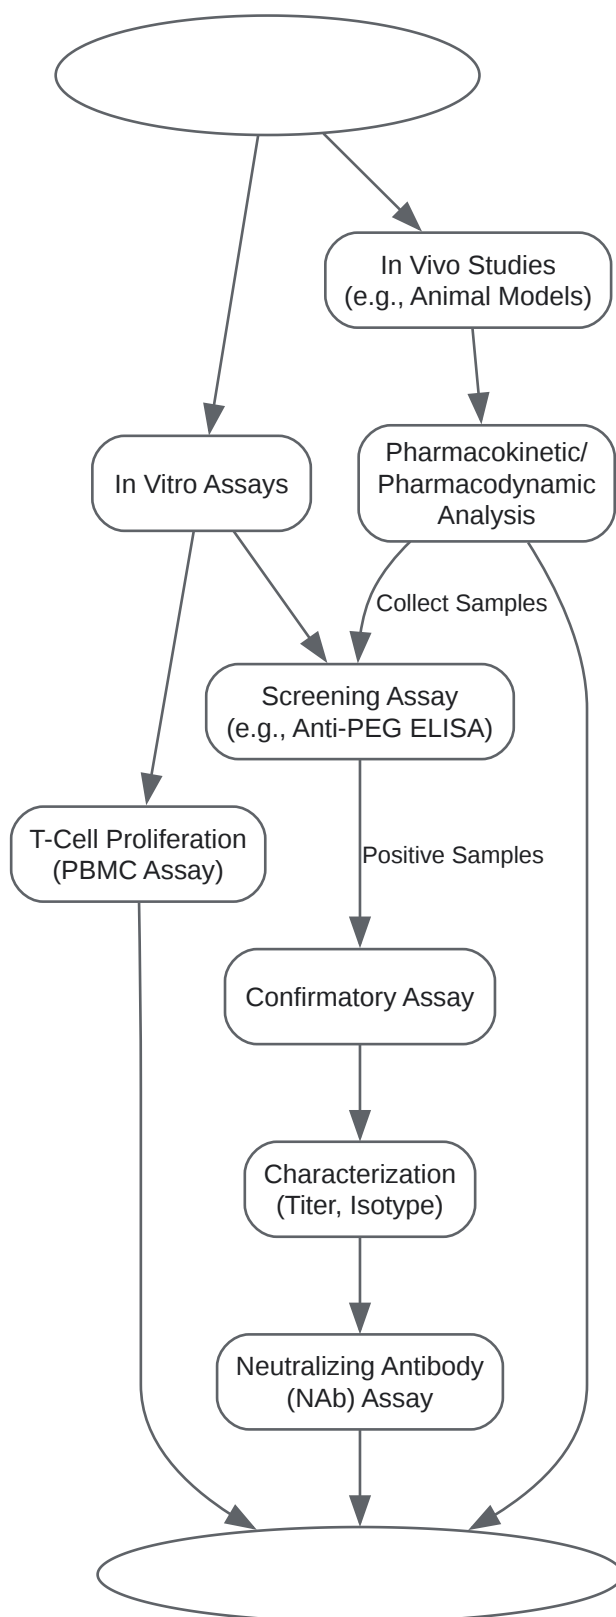 In Vivo Studies
(e.g., Animal Models)
In Vitro Assays
Pharmacokinetic/
Pharmacodynamic
Analysis
Collect Samples
Screening Assay
(e.g., Anti-PEG ELISA)
T-Cell Proliferation
(PBMC Assay)
Positive Samples
Confirmatory Assay
Characterization
(Titer, Isotype)
Neutralizing Antibody
(NAb) Assay